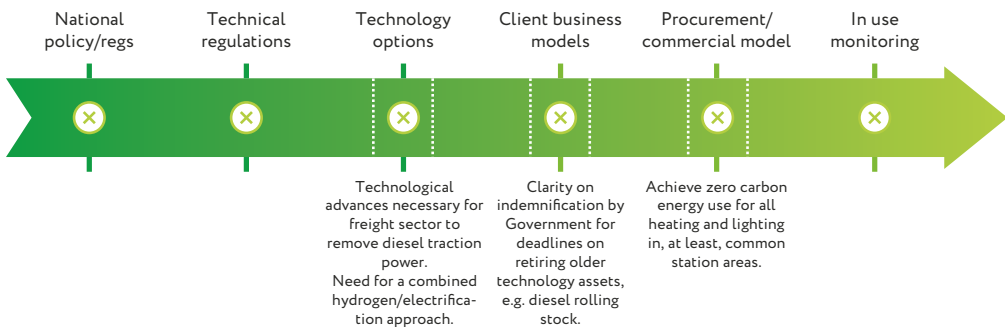 National
policy/regs
Technical
regulations
Technology
options
Client business
models
Procurement/
commercial model
In use
monitoring
Technological
advances necessary for
freight sector to
remove diesel traction
power.
Need for a combined
hydrogen/electrifica-
tion approach.
Clarity on
indemnification by
Government for
deadlines on
retiring older
technology assets,
e.g. diesel rolling
stock.
Achieve zero carbon
energy use for all
heating and lighting
in, at least, common
station areas.